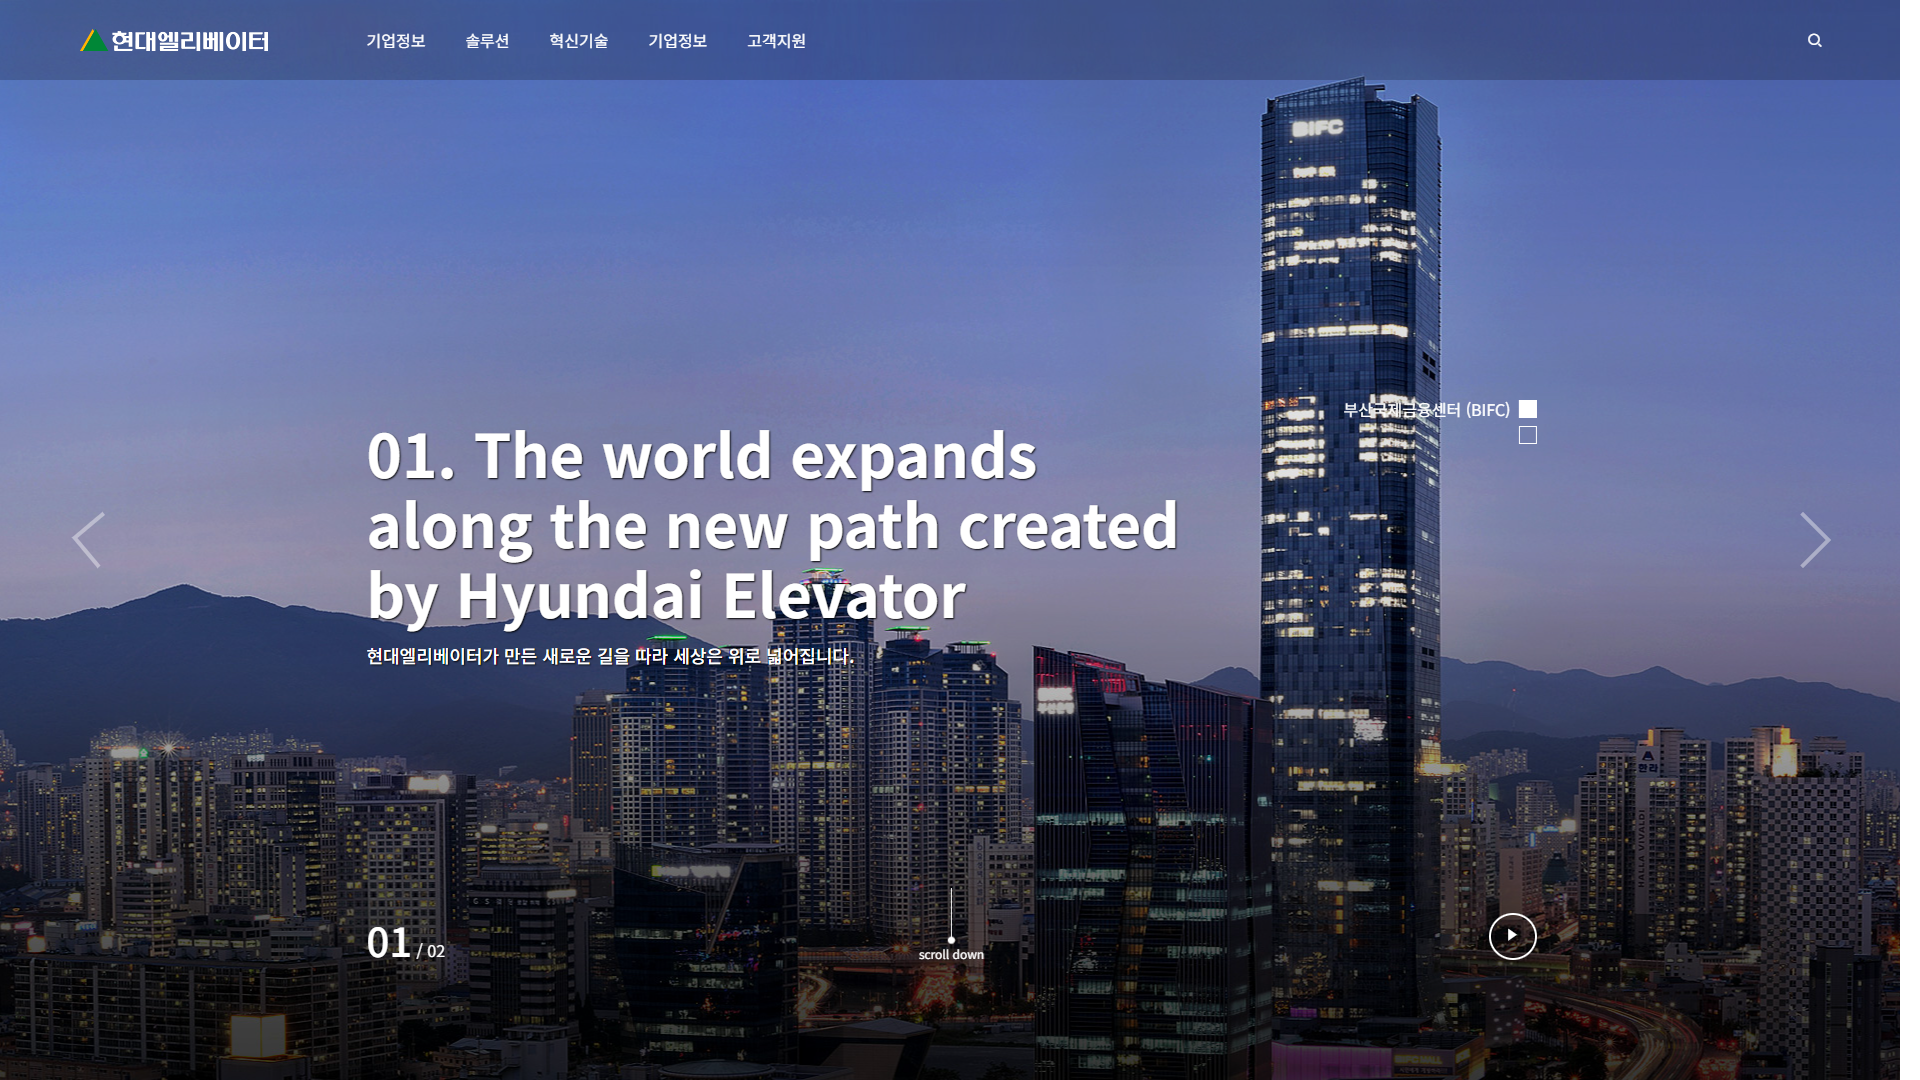 현대엘리베이터
기업정보 솔루션 혁신기술 기업정보 고객지원
BIFC
부산국제금융센터 (BIFC)
01. The world expands
along the new path created
by Hyundai Elevator
현대엘리베이터가 만든 새로운 길을 따라 세상은 위로 넓어집니다.
한라
HALLA VIVALDI
01 / 02
scroll down